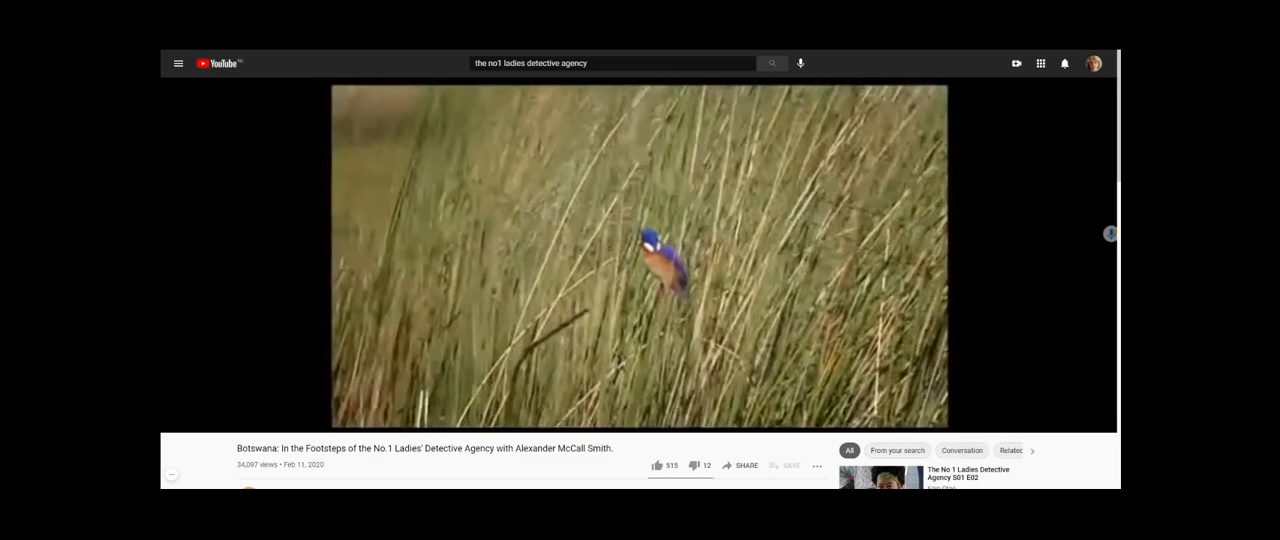 YouTube NL
the no1 ladies detective agency
Botswana: In the Footsteps of the No.1 Ladies' Detective Agency with Alexander McCall Smith.
34,097 views • Feb 11, 2020
515
12
SHARE
SAVE
All
From your search
Conversation
Related
The No 1 Ladies Detective
Agency S01 E02